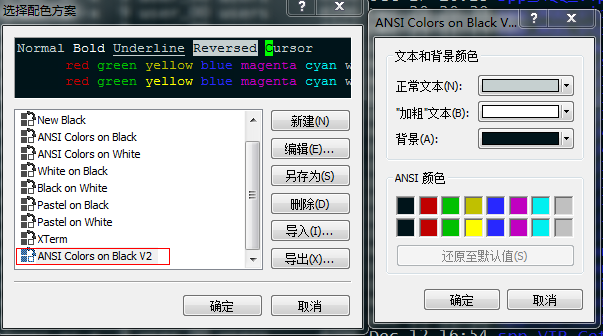 选择配色方案
Normal Bold Underline Reversed Cursor
red green yellow blue magenta cyan w
red green yellow blue magenta cyan w
New Black
ANSI Colors on Black
ANSI Colors on White
White on Black
Black on White
Pastel on Black
Pastel on White
XTerm
ANSI Colors on Black V2
新建(N)
编辑(E)...
另存为(S)
删除(D)
导入(I)...
导出(X)...
确定
取消
ANSI Colors on Black V...
文本和背景颜色
正常文本(N):
"加粗"文本(B):
背景(A):
ANSI 颜色
还原至默认值(S)
确定
取消